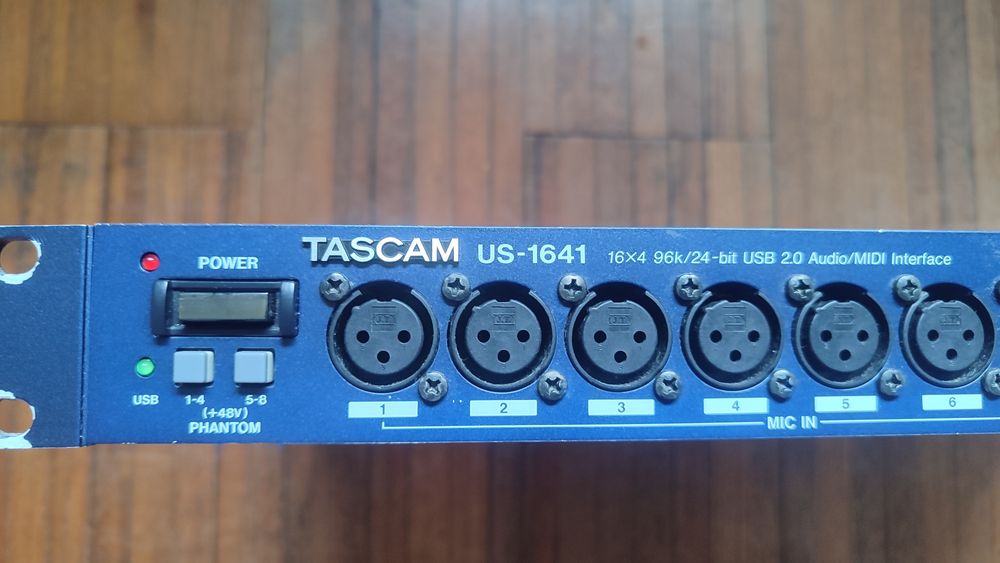 POWER
TASCAM US-1641 16×4 96k/24-bit USB 2.0 Audio/MIDI Interface
USB 1-4 5-8
(+48V)
PHANTOM
1 2 3 4 5 6
MIC IN